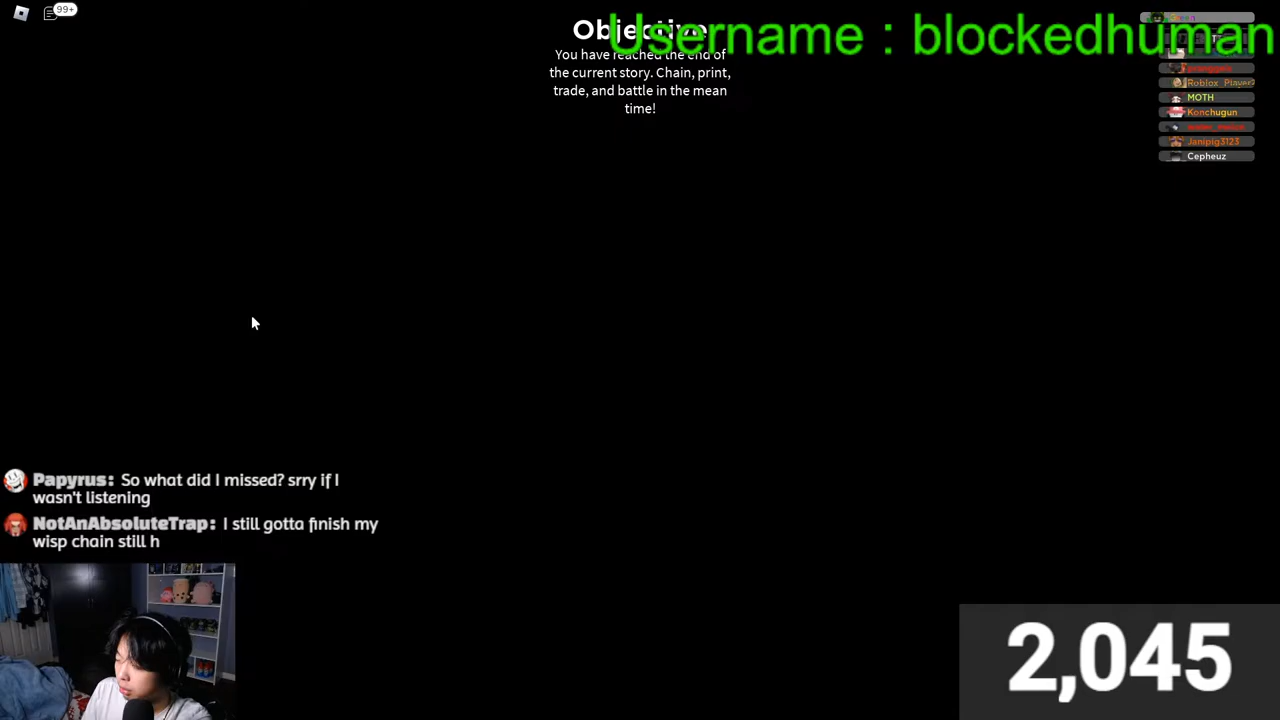 99+
Objective
Username : blockedhuman
You have reached the end of
the current story. Chain, print,
trade, and battle in the mean
time!
Roblox_Player
MOTH
Konchugun
Janipig3123
Cepheuz
Papyrus: So what did I missed? srry if I
wasn't listening
NotAnAbsoluteTrap: I still gotta finish my
wisp chain still h
2,045